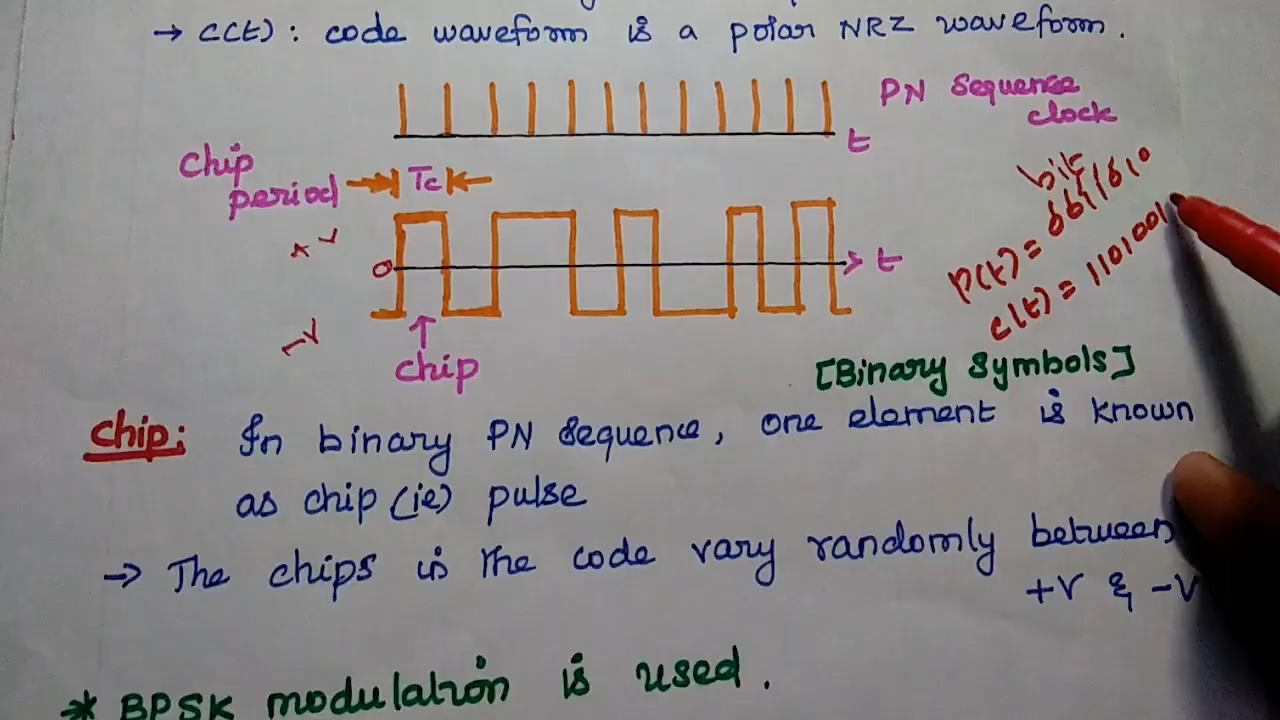 → c(t) : code waveform is a polar NRZ waveform.
PN Sequence
clock
t
Chip
period
Tc
+V
0
t
-V
chip
bit
p(t) =
c(t) = 1101001
[Binary Symbols]
Chip: In binary PN sequence, one element is known
as chip (ie) pulse
→ The chips in the code vary randomly between
+V & -V
* BPSK modulation is used.